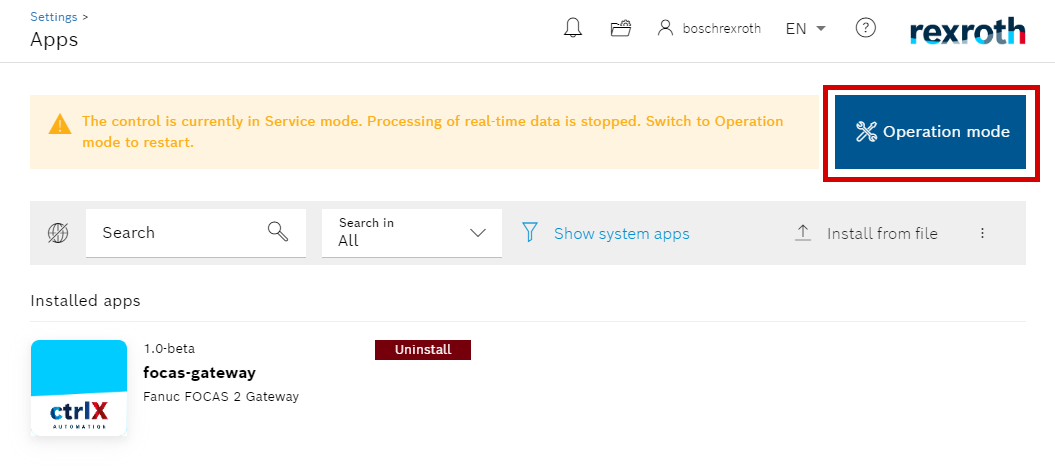 Settings >
Apps
boschrexroth
EN
?
rexroth
The control is currently in Service mode. Processing of real-time data is stopped. Switch to Operation
mode to restart.
Operation mode
Search
Search in
All
Show system apps
Install from file
Installed apps
1.0-beta
Uninstall
focas-gateway
Fanuc FOCAS 2 Gateway
ctrlX
AUTOMATION